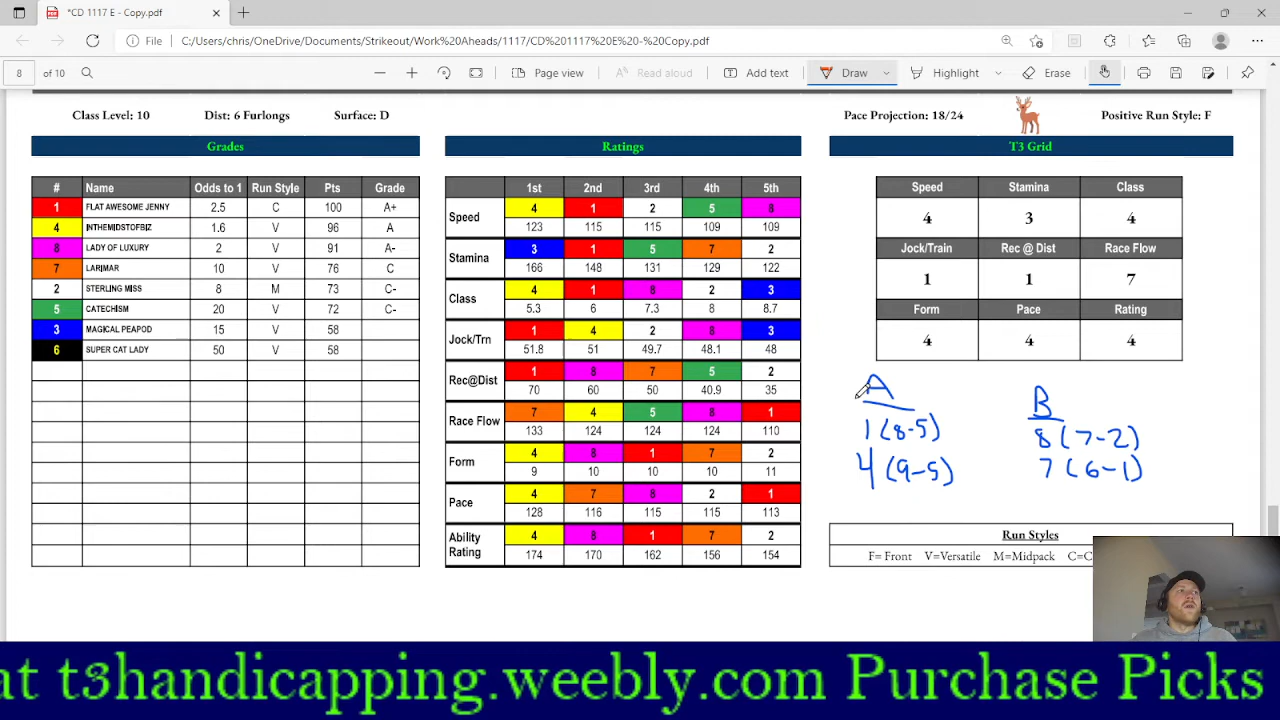 *CD 1117 E - Copy.pdf
File C:/Users/chris/OneDrive/Documents/Strikeout/Work%20Aheads/1117/CD%201117%20E%20-%20Copy.pdf
8 of 10 Page view Read aloud Add text Draw Highlight Erase
Class Level: 10 Dist: 6 Furlongs Surface: D Pace Projection: 18/24 Positive Run Style: F
Grades
# Name Odds to 1 Run Style Pts Grade
1 FLAT AWESOME JENNY 2.5 C 100 A+
4 INTHEMIDSTOFBIZ 1.6 V 96 A
8 LADY OF LUXURY 2 V 91 A-
7 LARIMAR 10 V 76 C
2 STERLING MISS 8 M 73 C-
5 CATECHISM 20 V 72 C-
3 MAGICAL PEAPOD 15 V 58
6 SUPER CAT LADY 50 V 58
Ratings
1st 2nd 3rd 4th 5th
Speed 4 1 2 5 8
123 115 115 109 109
Stamina 3 1 5 7 2
166 148 131 129 122
Class 4 1 8 2 3
5.3 6 7.3 8 8.7
Jock/Trn 1 4 2 8 3
51.8 51 49.7 48.1 48
Rec@Dist 1 8 7 5 2
70 60 50 40.9 35
Race Flow 7 4 5 8 1
133 124 124 124 110
Form 4 8 1 7 2
9 10 10 10 11
Pace 4 7 8 2 1
128 116 115 115 113
Ability Rating 4 8 1 7 2
174 170 162 156 154
T3 Grid
Speed Stamina Class
4 3 4
Jock/Train Rec @ Dist Race Flow
1 1 7
Form Pace Rating
4 4 4
A
1 (8-5)
4 (9-5)
B
8 (7-2)
7 (6-1)
Run Styles
F= Front V=Versatile M=Midpack C=C
at t3handicapping.weebly.com Purchase Picks